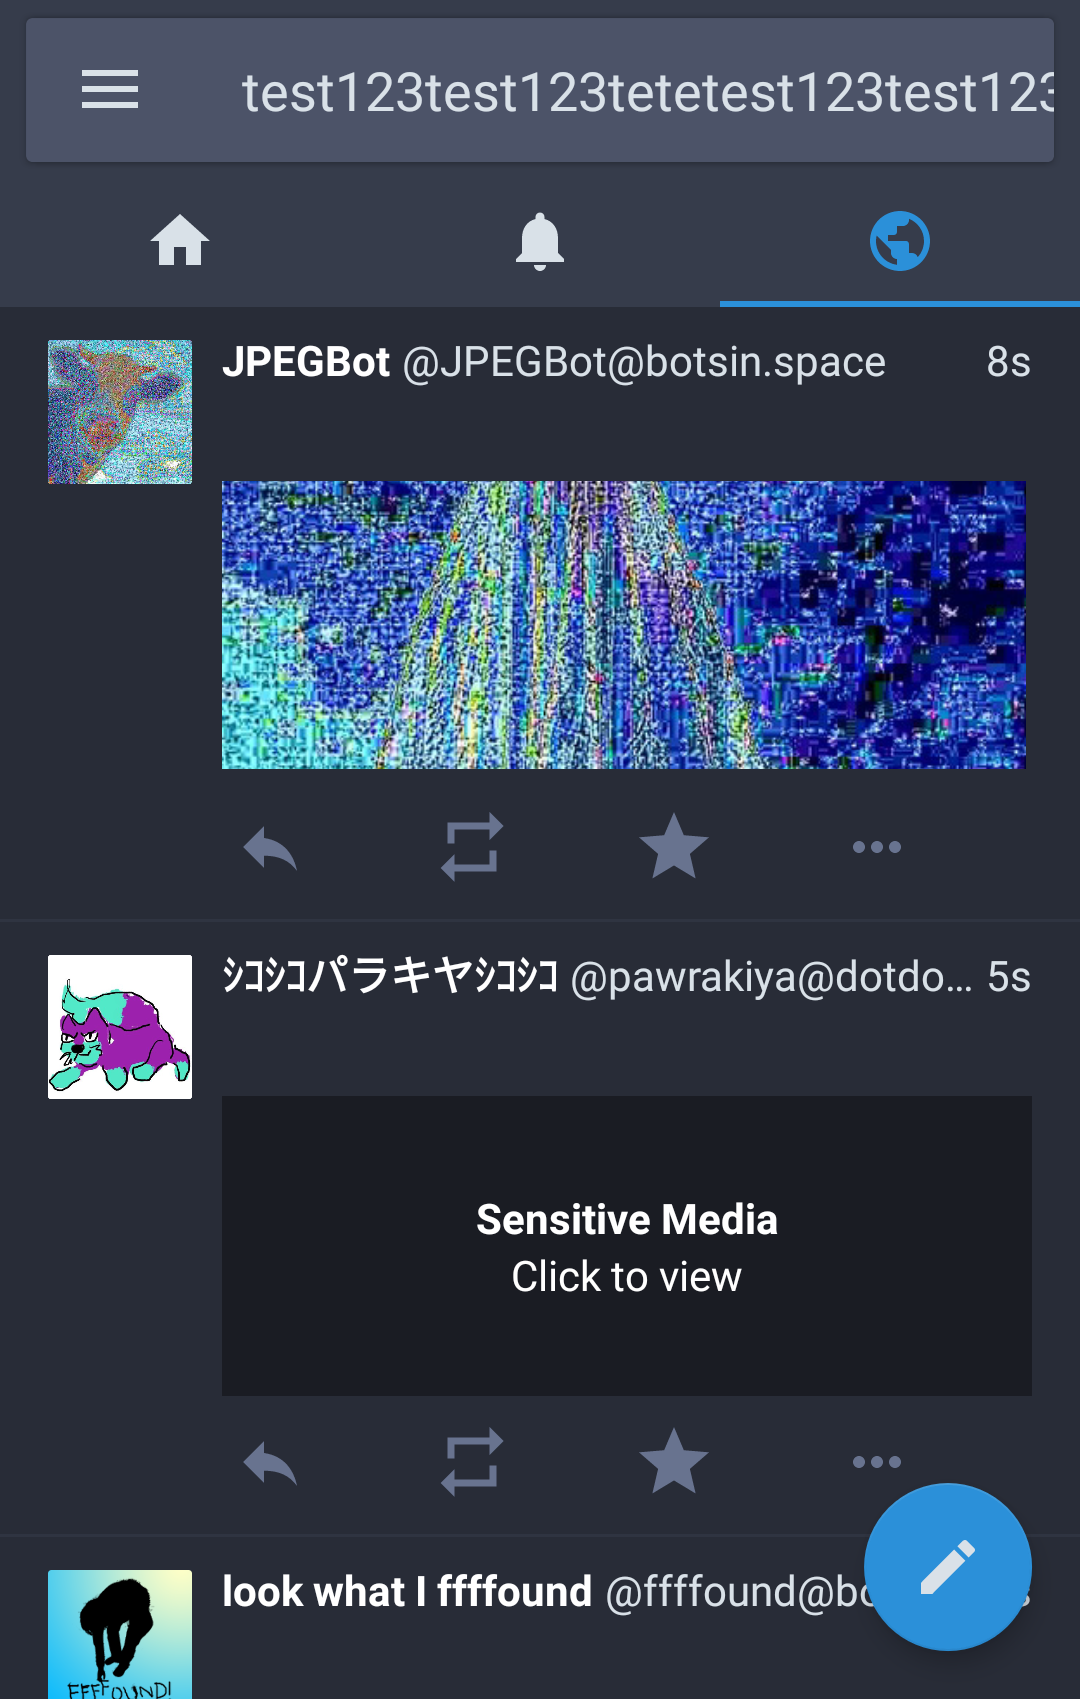 test123test123tetetest123test123
JPEGBot @JPEGBot@botsin.space 8s
ｼｺｼｺパラキヤｼｺｼｺ @pawrakiya@dotdo… 5s
Sensitive Media
Click to view
look what I ffffound @ffffound@bo
FFFFOUND!